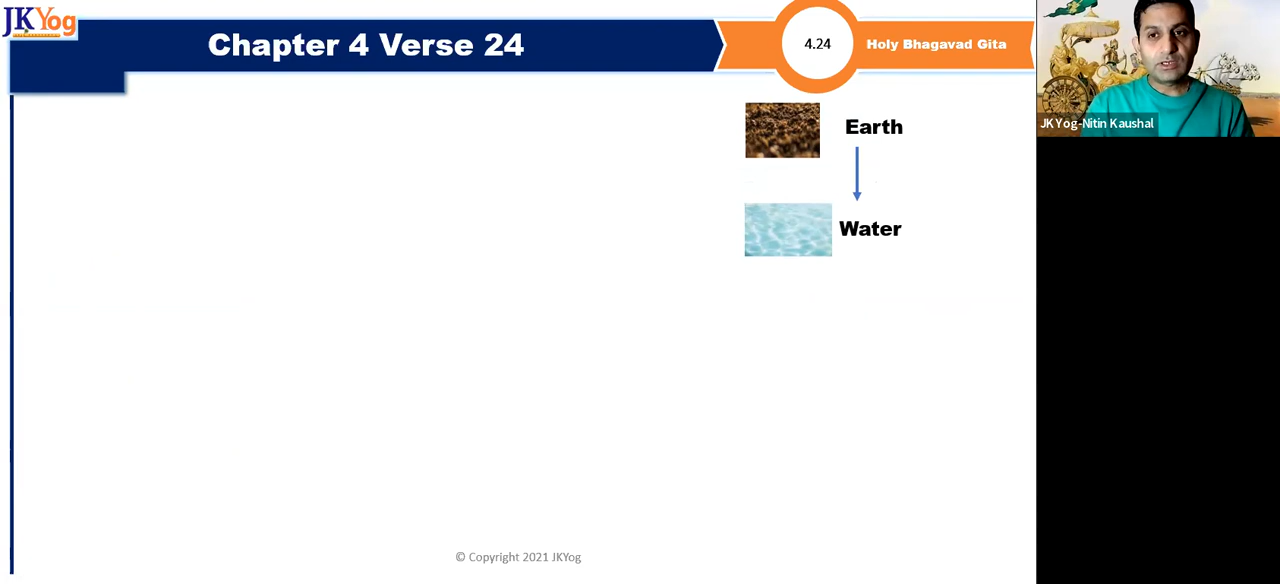 JKYog
Chapter 4 Verse 24
4.24
Holy Bhagavad Gita
JKYog-Nitin Kaushal
Earth
Water
© Copyright 2021 JKYog